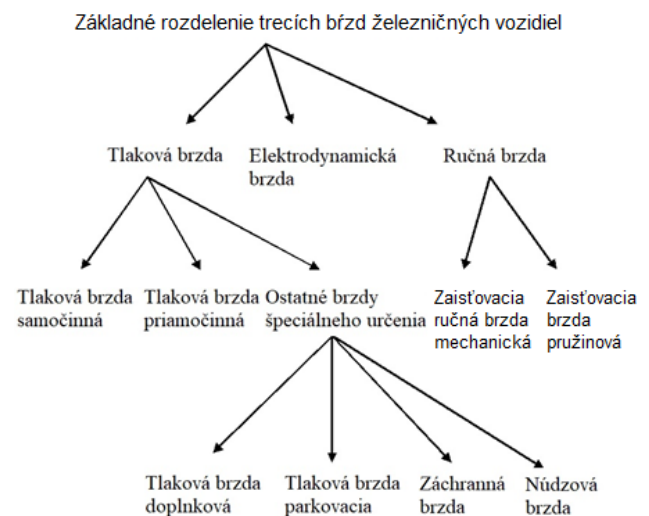 Základné rozdelenie trecích bŕzd železničných vozidiel
Tlaková brzda
Elektrodynamická
brzda
Ručná brzda
Tlaková brzda
samočinná
Tlaková brzda
priamočinná
Ostatné brzdy
špeciálneho určenia
Zaisťovacia
ručná brzda
mechanická
Zaisťovacia
brzda
pružinová
Tlaková brzda
doplnková
Tlaková brzda
parkovacia
Záchranná
brzda
Núdzová
brzda